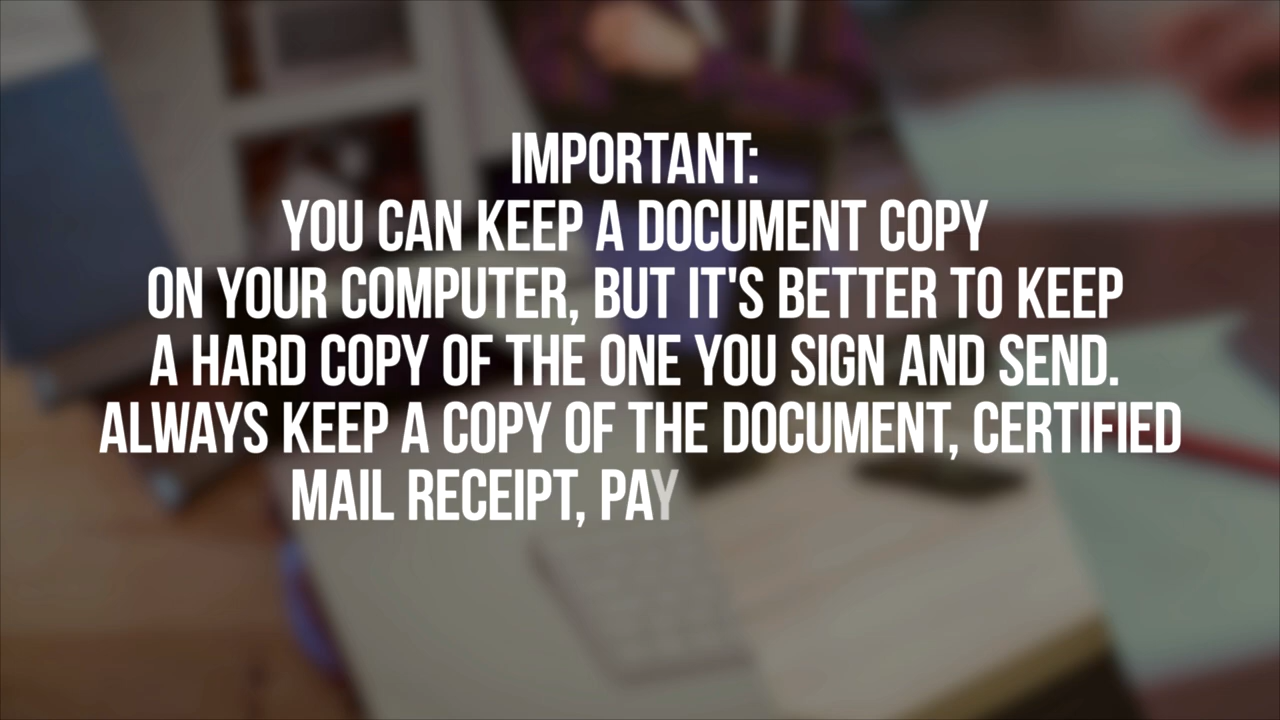 IMPORTANT:
YOU CAN KEEP A DOCUMENT COPY
ON YOUR COMPUTER, BUT IT'S BETTER TO KEEP
A HARD COPY OF THE ONE YOU SIGN AND SEND.
ALWAYS KEEP A COPY OF THE DOCUMENT, CERTIFIED
MAIL RECEIPT, PAY